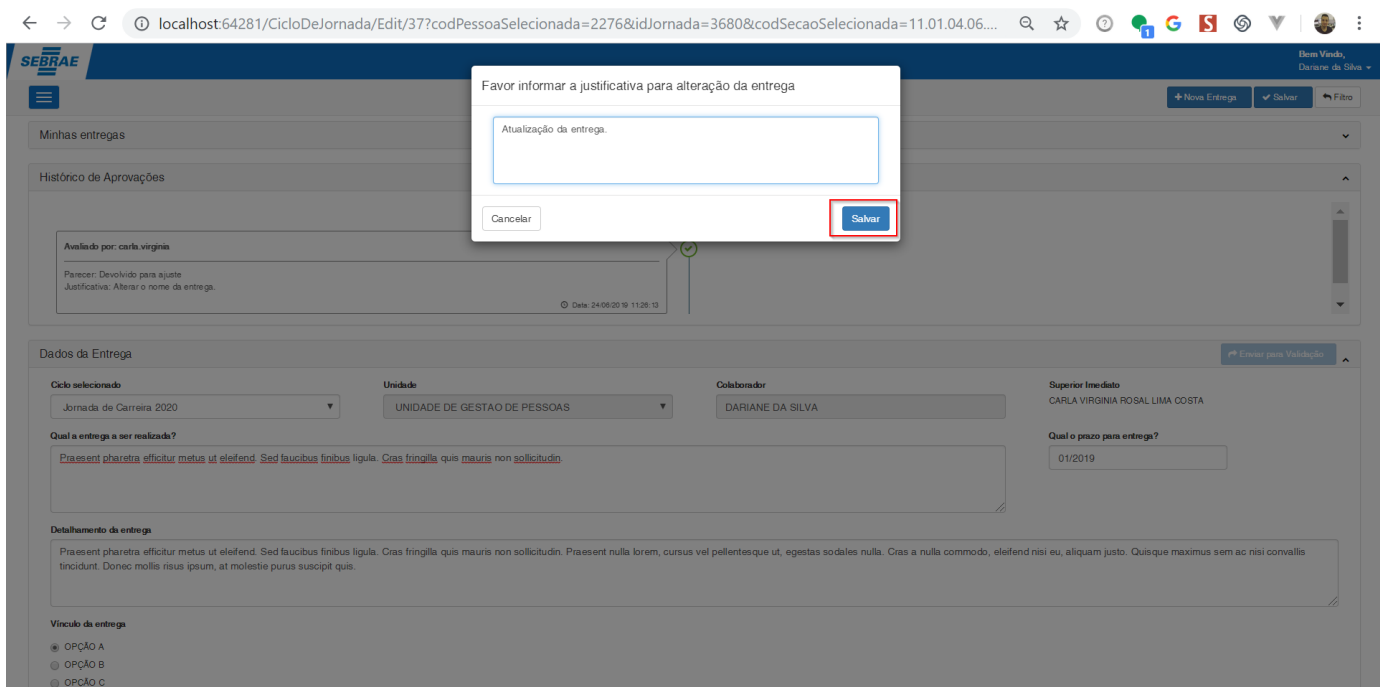 localhost:64281/CicloDeJornada/Edit/37?codPessoaSelecionada=2276&idJornada=3680&codSecaoSelecionada=11.01.04.06....
1
SEBRAE
Bem Vindo,
Dariane da Silva
Favor informar a justificativa para alteração da entrega
Nova Entrega
Salvar
Filtro
Atualização da entrega.
Minhas entregas
Histórico de Aprovações
Cancelar
Salvar
Avaliado por: carla.virginia
Parecer: Devolvido para ajuste
Justificativa: Alterar o nome da entrega.
Data: 24/06/2019 11:26:13
Dados da Entrega
Enviar para Validação
Ciclo selecionado
Unidade
Colaborador
Superior Imediato
Jornada de Carreira 2020
UNIDADE DE GESTAO DE PESSOAS
DARIANE DA SILVA
CARLA VIRGINIA ROSAL LIMA COSTA
Qual a entrega a ser realizada?
Qual o prazo para entrega?
Praesent pharetra efficitur metus ut eleifend. Sed faucibus finibus ligula. Cras fringilla quis mauris non sollicitudin.
01/2019
Detalhamento da entrega
Praesent pharetra efficitur metus ut eleifend. Sed faucibus finibus ligula. Cras fringilla quis mauris non sollicitudin. Praesent nulla lorem, cursus vel pellentesque ut, egestas sodales nulla. Cras a nulla commodo, eleifend nisi eu, aliquam justo. Quisque maximus sem ac nisi convallis
tincidunt. Donec mollis risus ipsum, at molestie purus suscipit quis.
Vínculo da entrega
OPÇÃO A
OPÇÃO B
OPÇÃO C